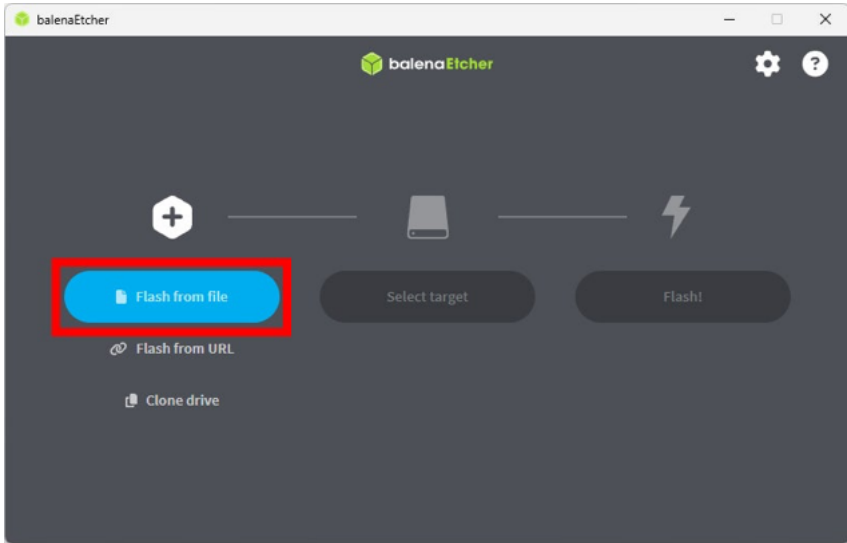 balenaEtcher
balenaEtcher
Flash from file
Select target
Flash!
Flash from URL
Clone drive